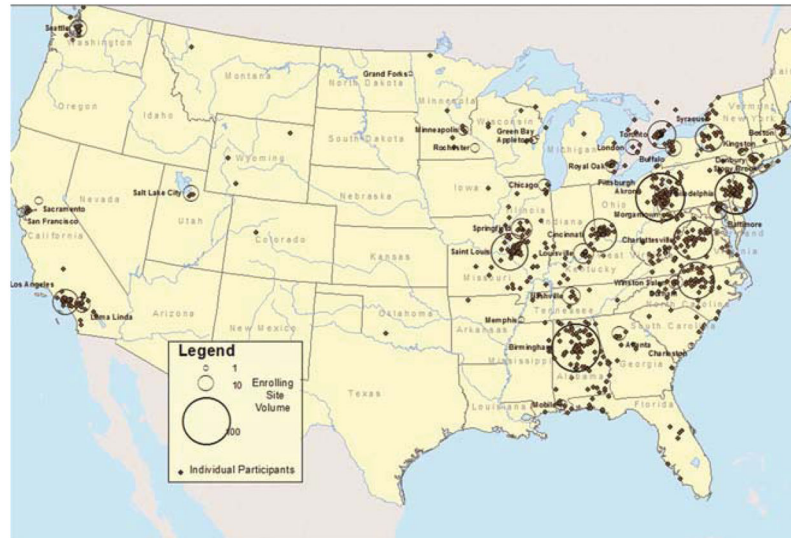 Seattle
Washington
Montana
North Dakota
Grand Forks
Minnesota
Oregon
Idaho
Minneapolis
Rochester
Wisconsin
Green Bay
Appleton
Michigan
South Dakota
Wyoming
Toronto
London
Royal Oak
Buffalo
Syracuse
Vermont
New York
Kingston
Boston
Danbury
Stony Brook
Nebraska
Iowa
Chicago
Pittsburgh
Akron
Ohio
Philadelphia
Morgantown
Baltimore
Salt Lake City
Nevada
Utah
Sacramento
San Francisco
California
Colorado
Kansas
Illinois
Indiana
Springfield
Saint Louis
Missouri
Cincinnati
Louisville
Kentucky
West Virginia
Charlottesville
Los Angeles
Loma Linda
Arizona
New Mexico
Oklahoma
Arkansas
Nashville
Tennessee
Memphis
Winston Salem
North Carolina
South Carolina
Birmingham
Mississippi
Alabama
Atlanta
Georgia
Charleston
Texas
Louisiana
Mobile
Florida
Legend
1
10
Enrolling
Site
Volume
100
Individual Participants